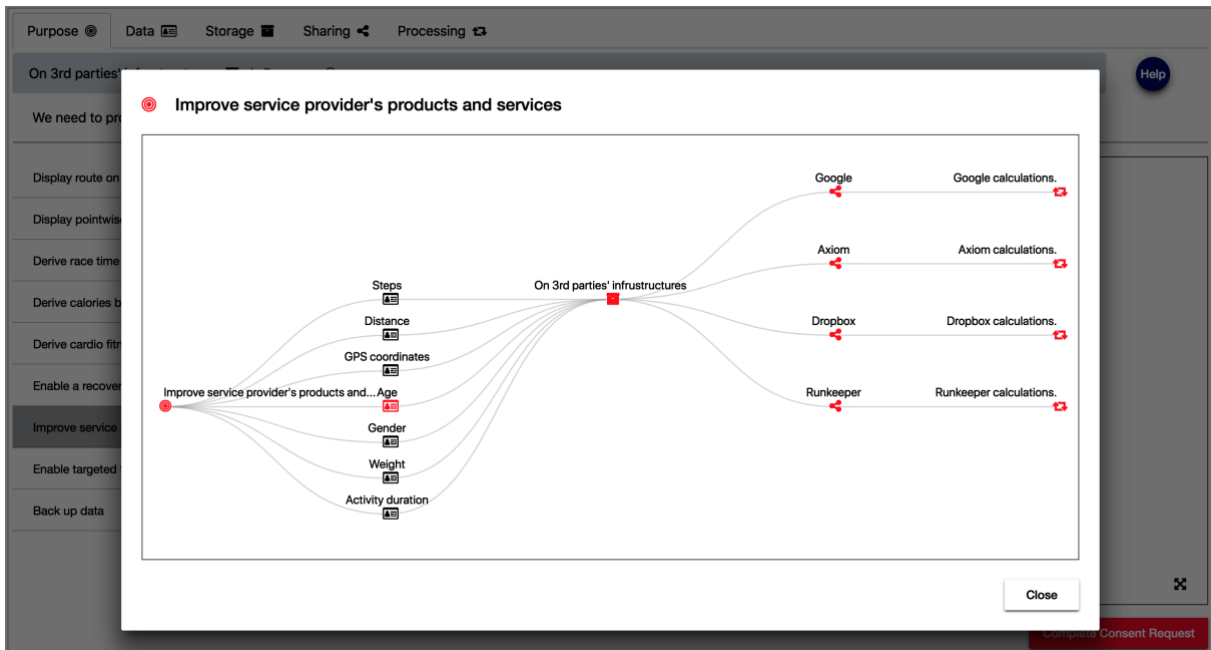 Purpose Data Storage Sharing Processing
On 3rd parties'
Help
We need to
Improve service provider's products and services
Display route on
Display pointwis
Derive race time
Derive calories b
Derive cardio fitn
Enable a recover
Improve service
Enable targeted
Back up data
Google Google calculations.
Axiom Axiom calculations.
Steps On 3rd parties' infrustructures
Distance Dropbox Dropbox calculations.
GPS coordinates
Improve service provider's products and...Age Runkeeper Runkeeper calculations.
Gender
Weight
Activity duration
Close
Complete Consent Request